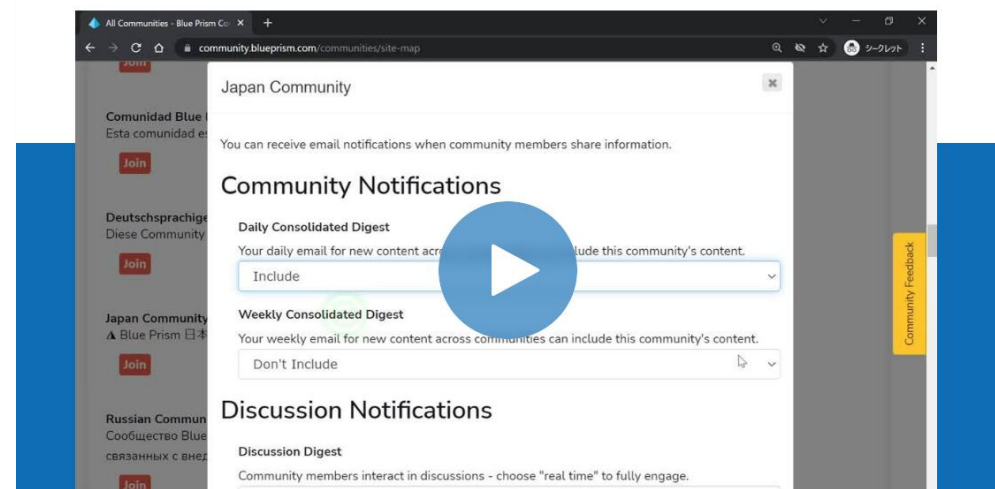 All Communities - Blue Prism Co
community.blueprism.com/communities/site-map
シークレット
Join
Japan Community
Comunidad Blue
Esta comunidad es
You can receive email notifications when community members share information.
Join
Community Notifications
Deutschsprachige
Diese Community
Daily Consolidated Digest
Your daily email for new content across lude this community's content.
Join
Include
Community Feedback
Japan Community
Weekly Consolidated Digest
Blue Prism 日本
Your weekly email for new content across communities can include this community's content.
Join
Don't Include
Russian Commun
Discussion Notifications
Сообщество Blue
связанных с внед
Discussion Digest
Community members interact in discussions - choose "real time" to fully engage.
Join